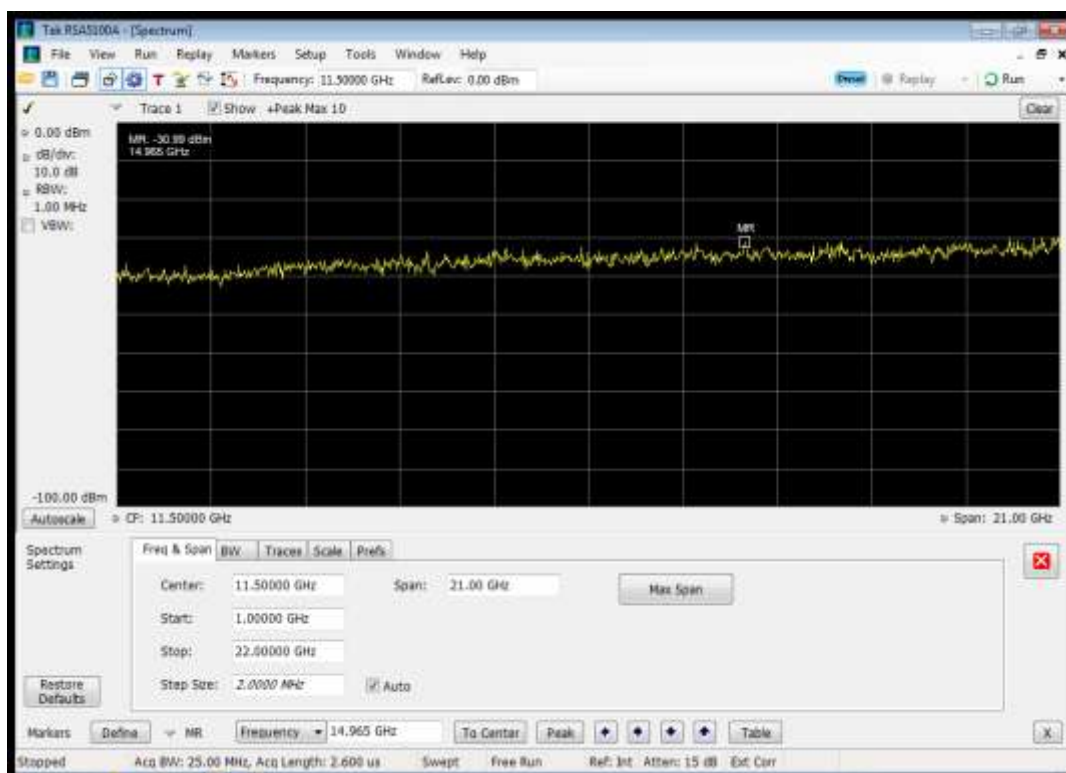 Tek RSA5100A - [Spectrum]
File View Run Replay Markers Setup Tools Window Help
Frequency: 11.50000 GHz RefLev: 0.00 dBm Preset Replay Run
Trace 1 Show +Peak Max 10 Clear
0.00 dBm
dB/div:
10.0 dB
RBW:
1.00 MHz
VBW:
MR: -30.99 dBm
14.965 GHz
MR
-100.00 dBm
Autoscale CF: 11.50000 GHz Span: 21.00 GHz
Spectrum
Settings
Freq & Span BW Traces Scale Prefs
Center: 11.50000 GHz Span: 21.00 GHz Max Span
Start: 1.00000 GHz
Stop: 22.00000 GHz
Step Size: 2.0000 MHz Auto
Restore
Defaults
Markers Define MR Frequency 14.965 GHz To Center Peak Table X
Stopped Acq BW: 25.00 MHz, Acq Length: 2.600 us Swept Free Run Ref: Int Atten: 15 dB Ext Corr